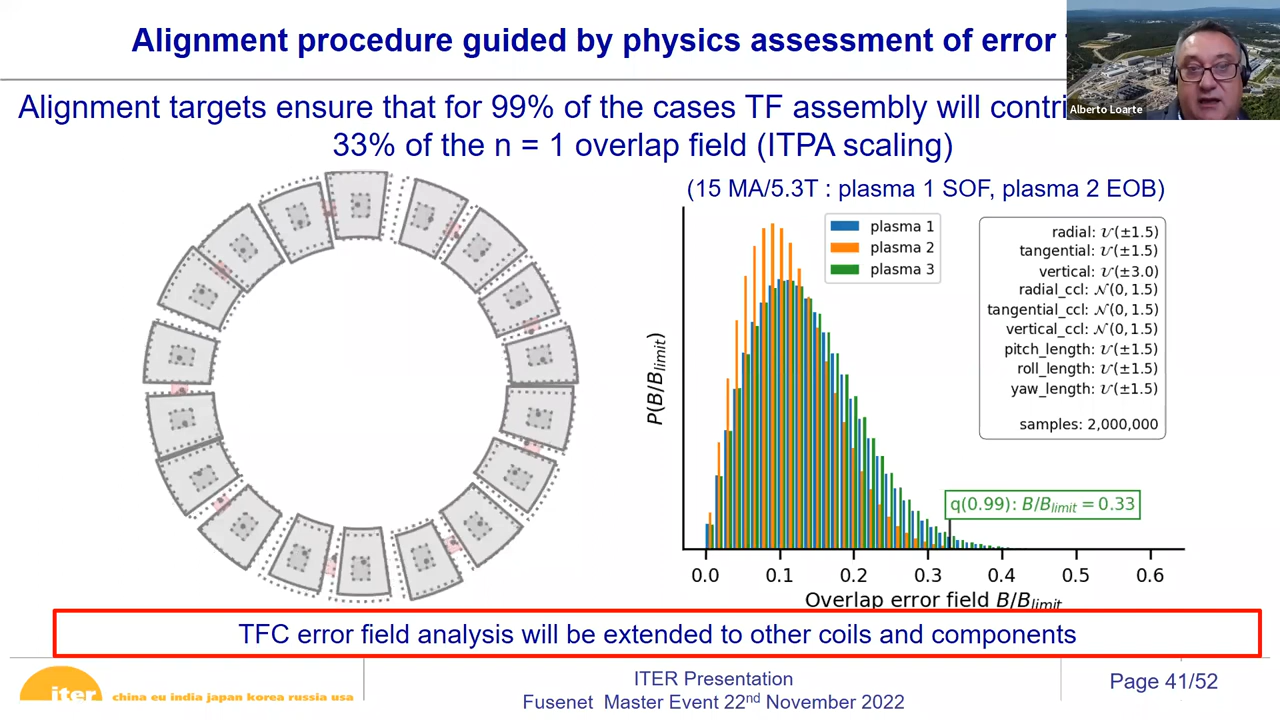 Alignment procedure guided by physics assessment of error
Alberto Loarte
Alignment targets ensure that for 99% of the cases TF assembly will
33% of the n = 1 overlap field (ITPA scaling)
(15 MA/5.3T : plasma 1 SOF, plasma 2 EOB)
plasma 1
plasma 2
plasma 3
radial: 𝒰(±1.5)
tangential: 𝒰(±1.5)
vertical: 𝒰(±3.0)
radial_ccl: 𝒩(0, 1.5)
tangential_ccl: 𝒩(0, 1.5)
vertical_ccl: 𝒩(0, 1.5)
pitch_length: 𝒰(±1.5)
roll_length: 𝒰(±1.5)
yaw_length: 𝒰(±1.5)
samples: 2,000,000
P(B/Blimit)
q(0.99): B/Blimit = 0.33
0.0 0.1 0.2 0.3 0.4 0.5 0.6
Overlap error field B/Blimit
TFC error field analysis will be extended to other coils and components
iter
china eu india japan korea russia usa
ITER Presentation
Fusenet Master Event 22nd November 2022
Page 41/52